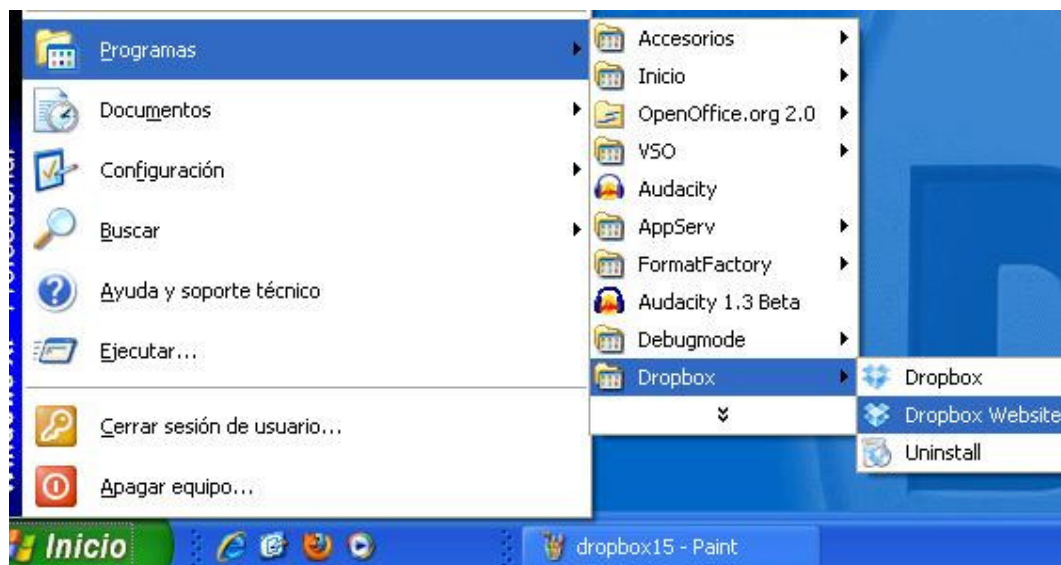 Programas
Documentos
Configuración
Buscar
Ayuda y soporte técnico
Ejecutar...
Cerrar sesión de usuario...
Apagar equipo...
Accesorios
Inicio
OpenOffice.org 2.0
VSO
Audacity
AppServ
FormatFactory
Audacity 1.3 Beta
Debugmode
Dropbox
Dropbox
Dropbox Website
Uninstall
Inicio
dropbox15 - Paint